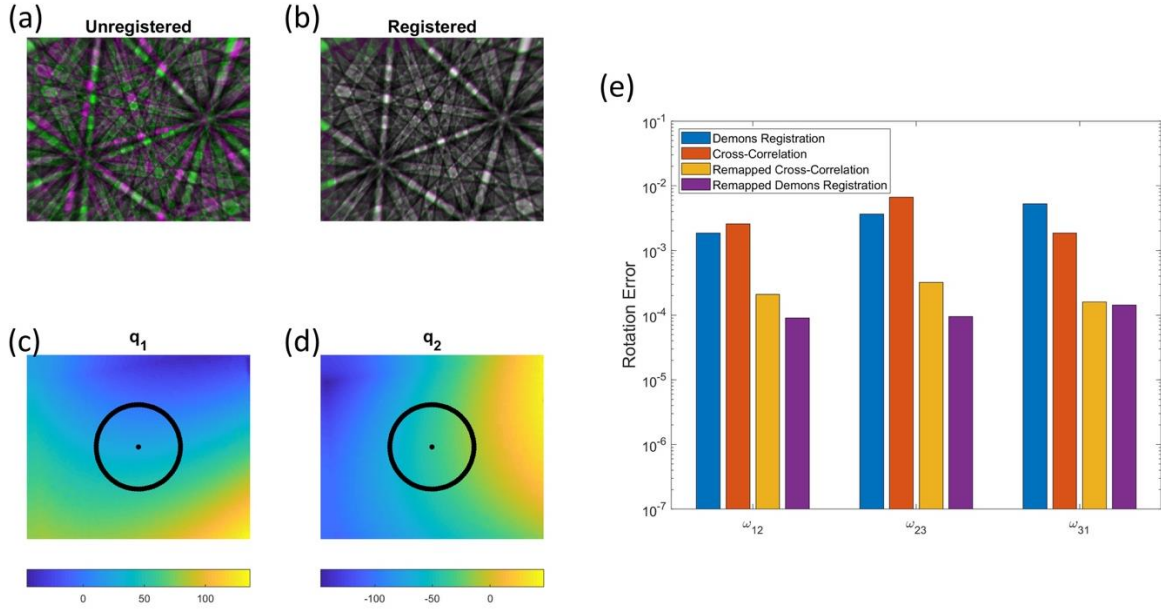 (a)
Unregistered
(b)
Registered
(c)
q1
0 50 100
(d)
q2
-100 -50 0
(e)
Rotation Error
10-1
10-2
10-3
10-4
10-5
10-6
10-7
Demons Registration
Cross-Correlation
Remapped Cross-Correlation
Remapped Demons Registration
ω12 ω23 ω31